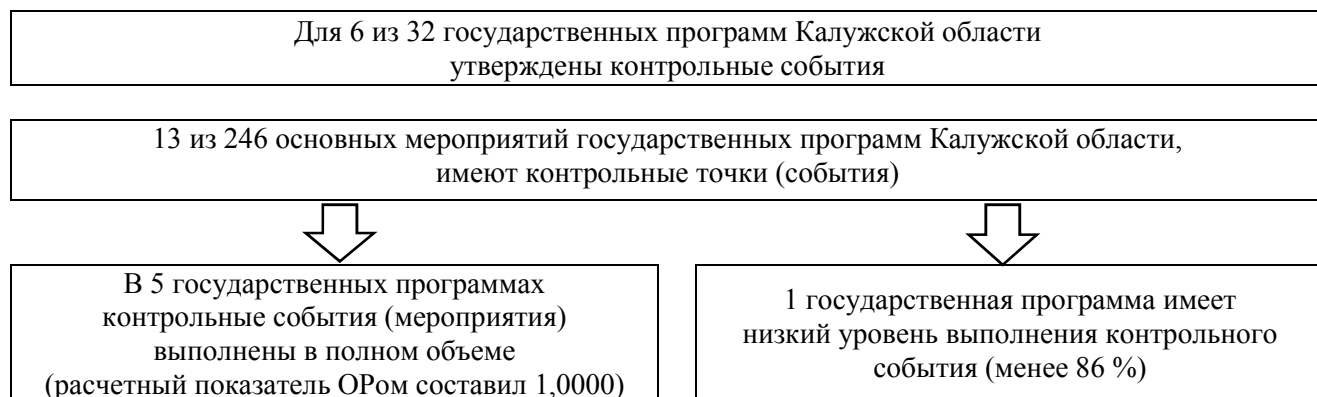 Для 6 из 32 государственных программ Калужской области
утверждены контрольные события
13 из 246 основных мероприятий государственных программ Калужской области,
имеют контрольные точки (события)
В 5 государственных программах
контрольные события (мероприятия)
выполнены в полном объеме
(расчетный показатель ОРом составил 1,0000)
1 государственная программа имеет
низкий уровень выполнения контрольного
события (менее 86 %)